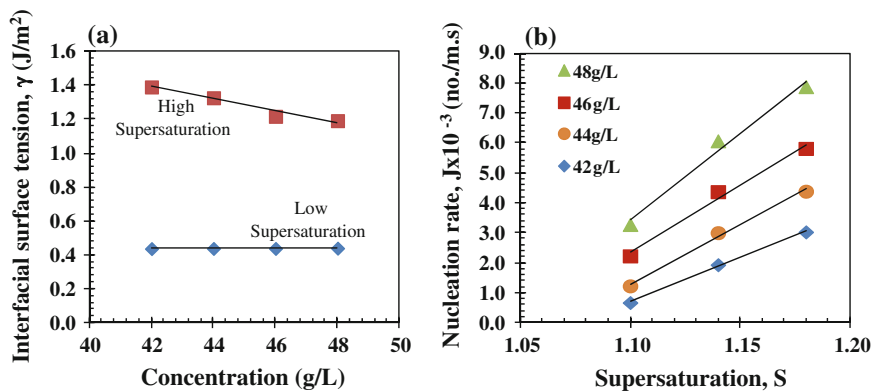 (a)
Interfacial surface tension, γ (J/m²)
1.6
1.4
1.2
1.0
0.8
0.6
0.4
0.2
0.0
High
Supersaturation
Low
Supersaturation
40
42
44
46
48
50
Concentration (g/L)
(b)
Nucleation rate, Jx10 -3 (no./m.s)
9.0
8.0
7.0
6.0
5.0
4.0
3.0
2.0
1.0
0.0
48g/L
46g/L
44g/L
42g/L
1.05
1.10
1.15
1.20
Supersaturation, S